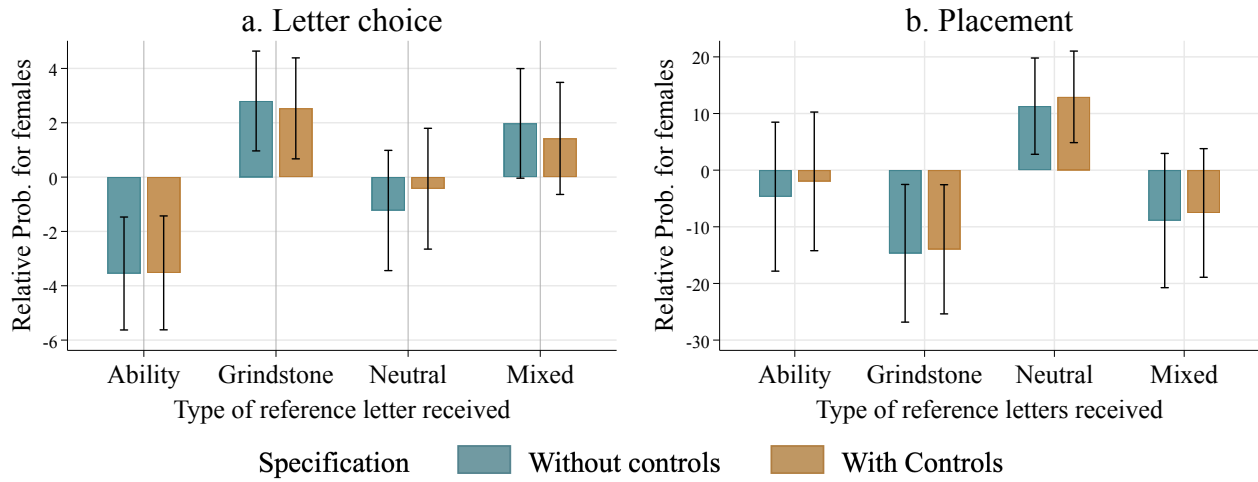 a. Letter choice
Relative Prob. for females
4
2
0
-2
-4
-6
Ability Grindstone Neutral Mixed
Type of reference letter received
b. Placement
Relative Prob. for females
20
10
0
-10
-20
-30
Ability Grindstone Neutral Mixed
Type of reference letters received
Specification Without controls With Controls